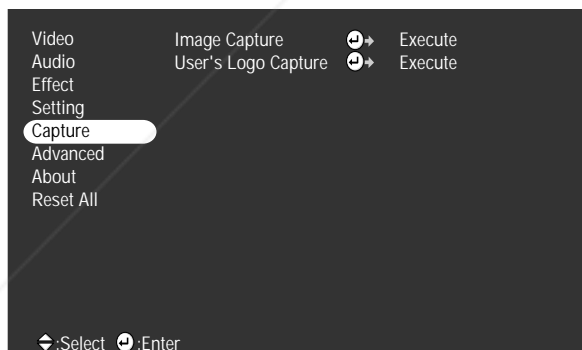 Video
Audio
Effect
Setting
Capture
Advanced
About
Reset All
Image Capture Execute
User's Logo Capture Execute
:Select :Enter